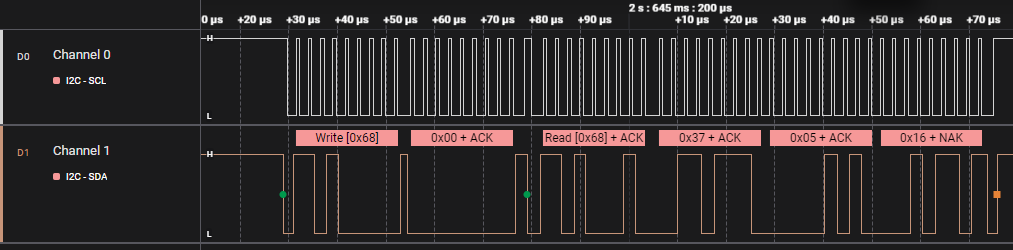 2 s : 645 ms : 200 µs
0 µs +20 µs +30 µs +40 µs +50 µs +60 µs +70 µs +80 µs +90 µs +10 µs +20 µs +30 µs +40 µs +50 µs +60 µs +70 µs
D0 Channel 0 H
I2C - SCL
L
Write [0x68] 0x00 + ACK Read [0x68] + ACK 0x37 + ACK 0x05 + ACK 0x16 + NAK
D1 Channel 1 H
I2C - SDA
L